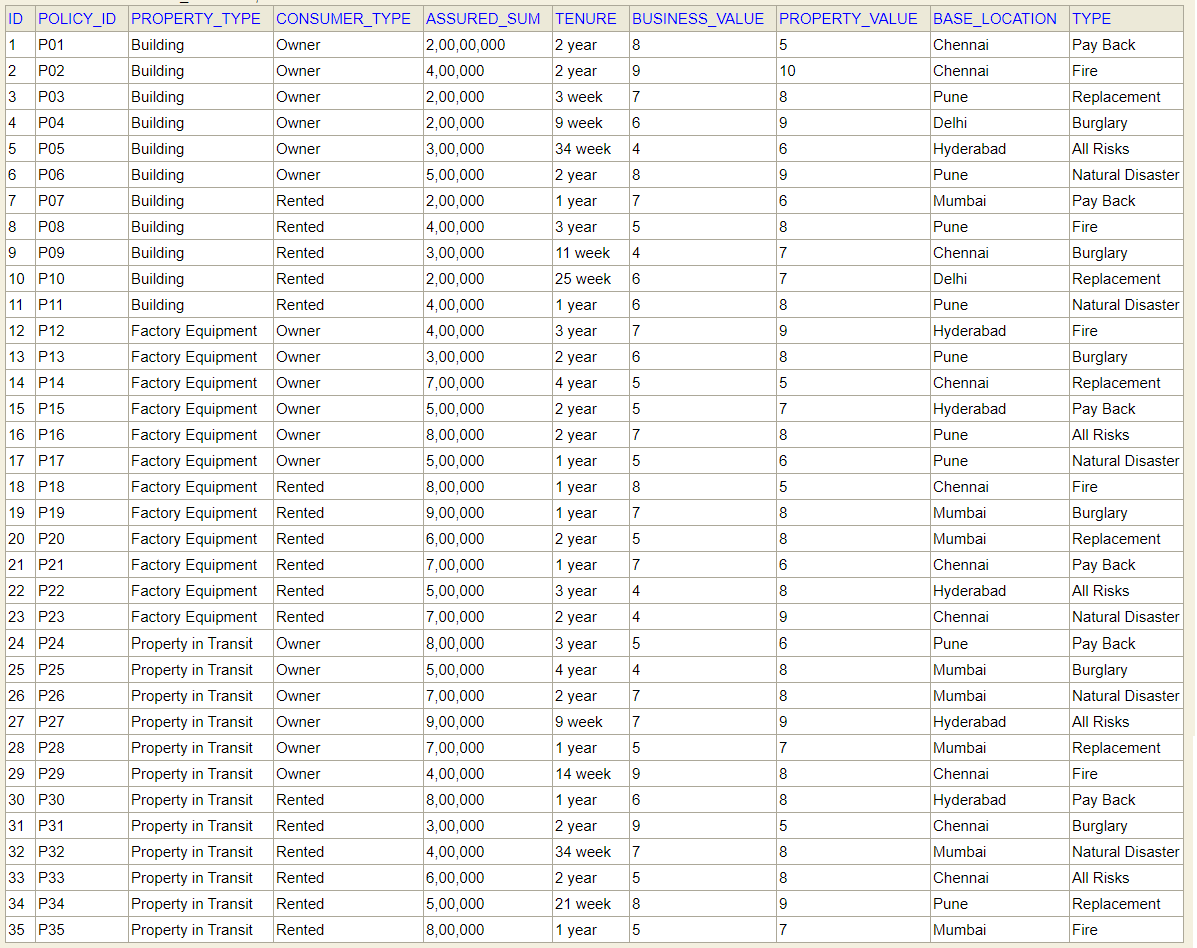 ID POLICY_ID PROPERTY_TYPE CONSUMER_TYPE ASSURED_SUM TENURE BUSINESS_VALUE PROPERTY_VALUE BASE_LOCATION TYPE
1 P01 Building Owner 2,00,00,000 2 year 8 5 Chennai Pay Back
2 P02 Building Owner 4,00,000 2 year 9 10 Chennai Fire
3 P03 Building Owner 2,00,000 3 week 7 8 Pune Replacement
4 P04 Building Owner 2,00,000 9 week 6 9 Delhi Burglary
5 P05 Building Owner 3,00,000 34 week 4 6 Hyderabad All Risks
6 P06 Building Owner 5,00,000 2 year 8 9 Pune Natural Disaster
7 P07 Building Rented 2,00,000 1 year 7 6 Mumbai Pay Back
8 P08 Building Rented 4,00,000 3 year 5 8 Pune Fire
9 P09 Building Rented 3,00,000 11 week 4 7 Chennai Burglary
10 P10 Building Rented 2,00,000 25 week 6 7 Delhi Replacement
11 P11 Building Rented 4,00,000 1 year 6 8 Pune Natural Disaster
12 P12 Factory Equipment Owner 4,00,000 3 year 7 9 Hyderabad Fire
13 P13 Factory Equipment Owner 3,00,000 2 year 6 8 Pune Burglary
14 P14 Factory Equipment Owner 7,00,000 4 year 5 5 Chennai Replacement
15 P15 Factory Equipment Owner 5,00,000 2 year 5 7 Hyderabad Pay Back
16 P16 Factory Equipment Owner 8,00,000 2 year 7 8 Pune All Risks
17 P17 Factory Equipment Owner 5,00,000 1 year 5 6 Pune Natural Disaster
18 P18 Factory Equipment Rented 8,00,000 1 year 8 5 Chennai Fire
19 P19 Factory Equipment Rented 9,00,000 1 year 7 8 Mumbai Burglary
20 P20 Factory Equipment Rented 6,00,000 2 year 5 8 Mumbai Replacement
21 P21 Factory Equipment Rented 7,00,000 1 year 7 6 Chennai Pay Back
22 P22 Factory Equipment Rented 5,00,000 3 year 4 8 Hyderabad All Risks
23 P23 Factory Equipment Rented 7,00,000 2 year 4 9 Chennai Natural Disaster
24 P24 Property in Transit Owner 8,00,000 3 year 5 6 Pune Pay Back
25 P25 Property in Transit Owner 5,00,000 4 year 4 8 Mumbai Burglary
26 P26 Property in Transit Owner 7,00,000 2 year 7 8 Mumbai Natural Disaster
27 P27 Property in Transit Owner 9,00,000 9 week 7 9 Hyderabad All Risks
28 P28 Property in Transit Owner 7,00,000 1 year 5 7 Mumbai Replacement
29 P29 Property in Transit Owner 4,00,000 14 week 9 8 Chennai Fire
30 P30 Property in Transit Rented 8,00,000 1 year 6 8 Hyderabad Pay Back
31 P31 Property in Transit Rented 3,00,000 2 year 9 5 Chennai Burglary
32 P32 Property in Transit Rented 4,00,000 34 week 7 8 Mumbai Natural Disaster
33 P33 Property in Transit Rented 6,00,000 2 year 5 8 Chennai All Risks
34 P34 Property in Transit Rented 5,00,000 21 week 8 9 Pune Replacement
35 P35 Property in Transit Rented 8,00,000 1 year 5 7 Mumbai Fire